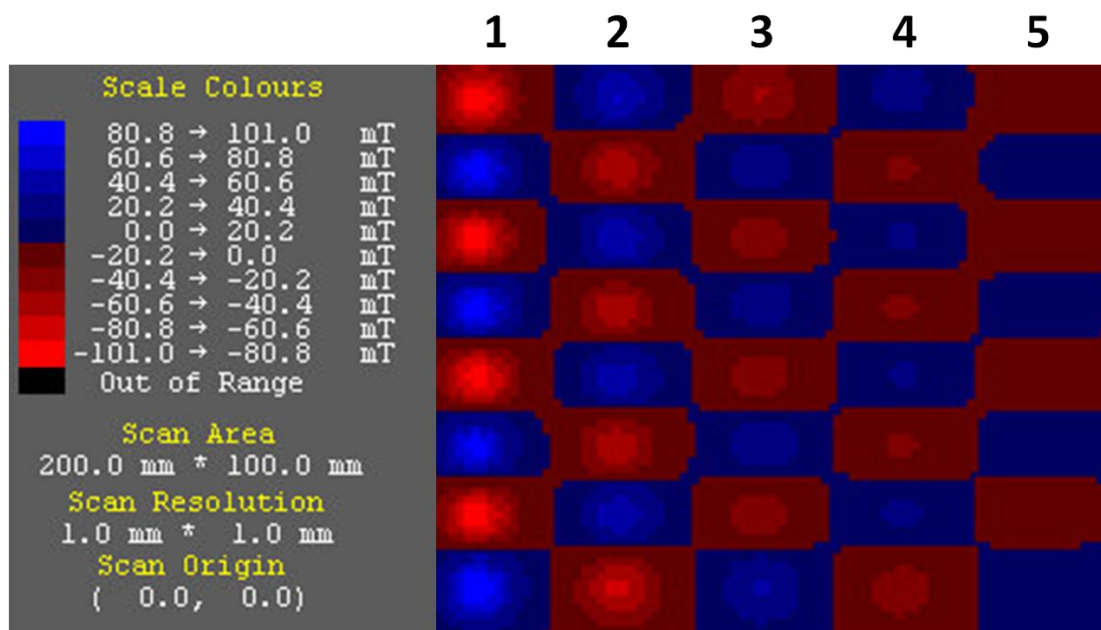 1 2 3 4 5
Scale Colours
80.8 → 101.0 mT
60.6 → 80.8 mT
40.4 → 60.6 mT
20.2 → 40.4 mT
0.0 → 20.2 mT
-20.2 → 0.0 mT
-40.4 → -20.2 mT
-60.6 → -40.4 mT
-80.8 → -60.6 mT
-101.0 → -80.8 mT
Out of Range
Scan Area
200.0 mm * 100.0 mm
Scan Resolution
1.0 mm * 1.0 mm
Scan Origin
( 0.0, 0.0)